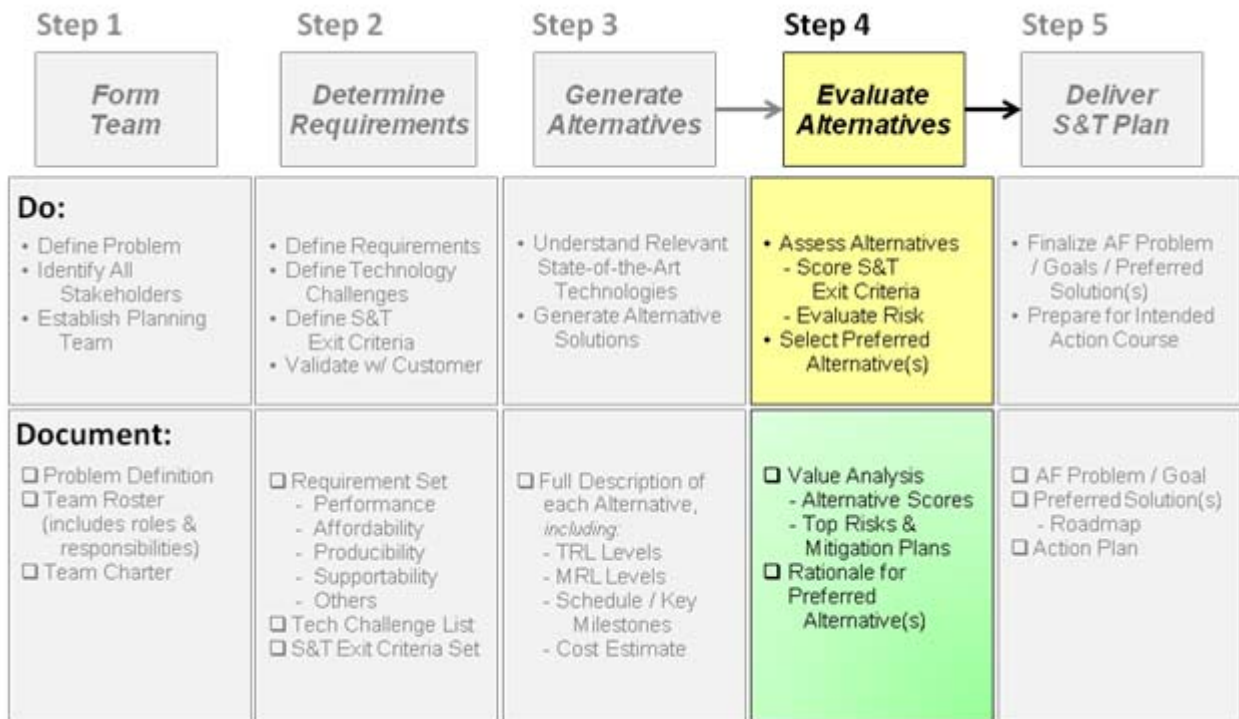 Step 1
Step 2
Step 3
Step 4
Step 5
Form
Team
Determine
Requirements
Generate
Alternatives
Evaluate
Alternatives
Deliver
S&T Plan
Do:
• Define Problem
• Identify All
Stakeholders
• Establish Planning
Team
• Define Requirements
• Define Technology
Challenges
• Define S&T
Exit Criteria
• Validate w/ Customer
• Understand Relevant
State-of-the-Art
Technologies
• Generate Alternative
Solutions
• Assess Alternatives
- Score S&T
Exit Criteria
- Evaluate Risk
• Select Preferred
Alternative(s)
• Finalize AF Problem
/ Goals / Preferred
Solution(s)
• Prepare for Intended
Action Course
Document:
❑ Problem Definition
❑ Team Roster
(includes roles &
responsibilities)
❑ Team Charter
❑ Requirement Set
- Performance
- Affordability
- Producibility
- Supportability
- Others
❑ Tech Challenge List
❑ S&T Exit Criteria Set
❑ Full Description of
each Alternative,
including:
- TRL Levels
- MRL Levels
- Schedule / Key
Milestones
- Cost Estimate
❑ Value Analysis
- Alternative Scores
- Top Risks &
Mitigation Plans
❑ Rationale for
Preferred
Alternative(s)
❑ AF Problem / Goal
❑ Preferred Solution(s)
- Roadmap
❑ Action Plan